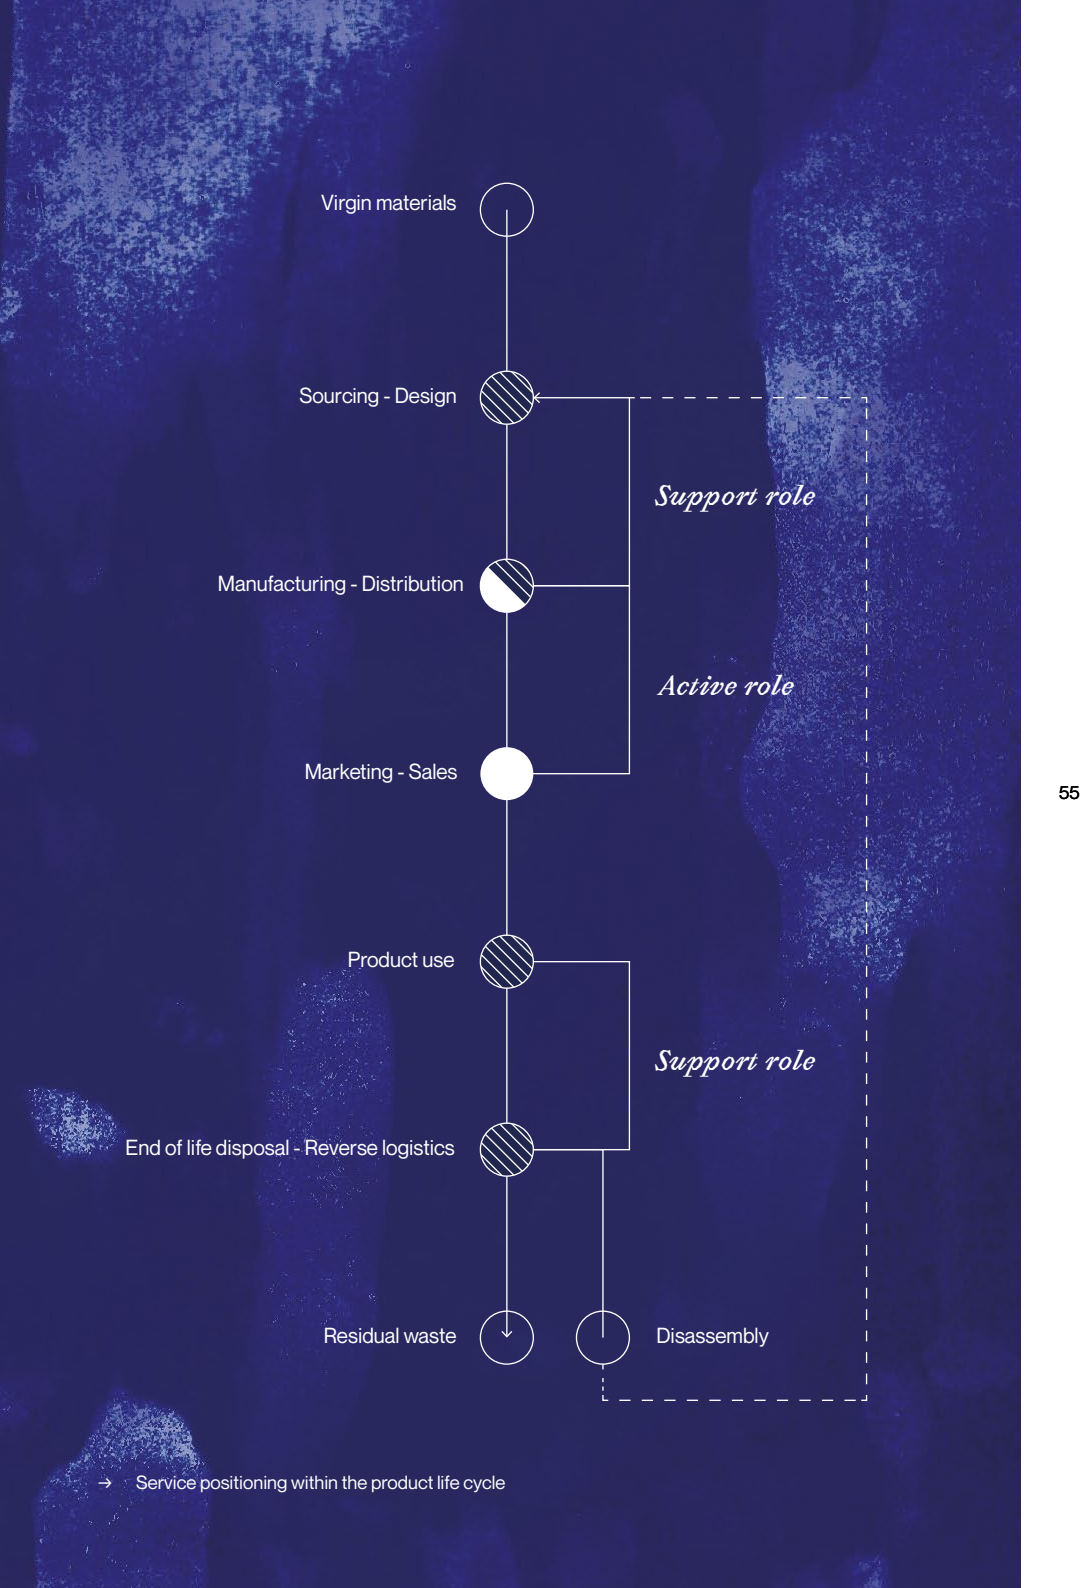 Virgin materials
Sourcing - Design
Support role
Manufacturing - Distribution
Active role
Marketing - Sales
55
Product use
Support role
End of life disposal - Reverse logistics
Residual waste
Disassembly
→ Service positioning within the product life cycle